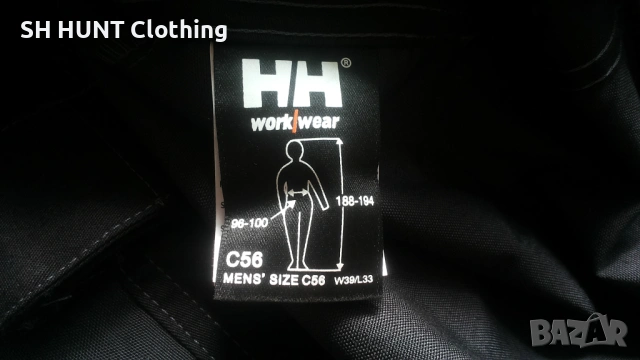 SH HUNT Clothing
HH®
work/wear
188-194
96-100
C56
MENS' SIZE C56 W39/L33
BAZAR